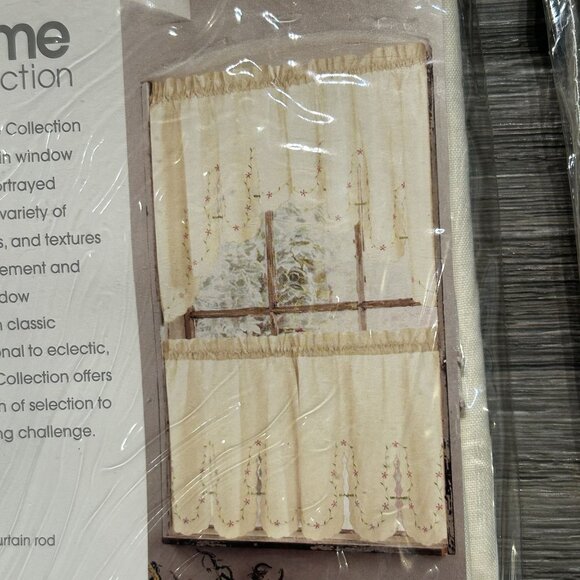 me
ction
Collection
window
ortrayed
variety of
s, and textures
ement and
dow
classic
onal to eclectic,
Collection offers
n of selection to
ng challenge.
urtain rod